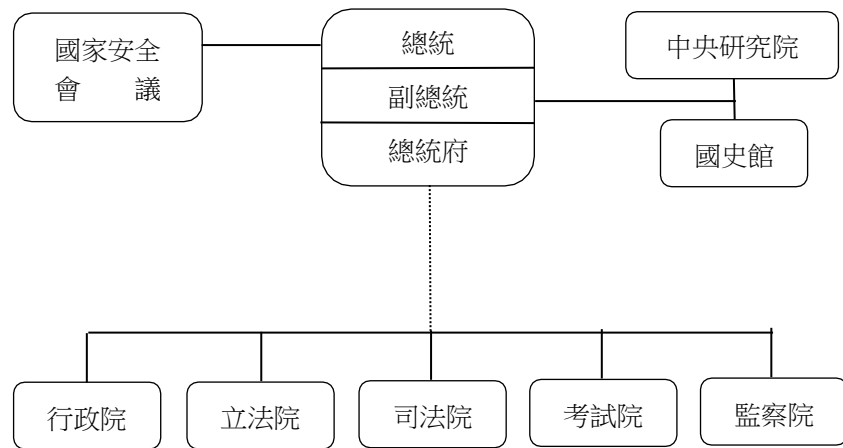 國家安全
會　　議
總統
副總統
總統府
中央研究院
國史館
行政院
立法院
司法院
考試院
監察院